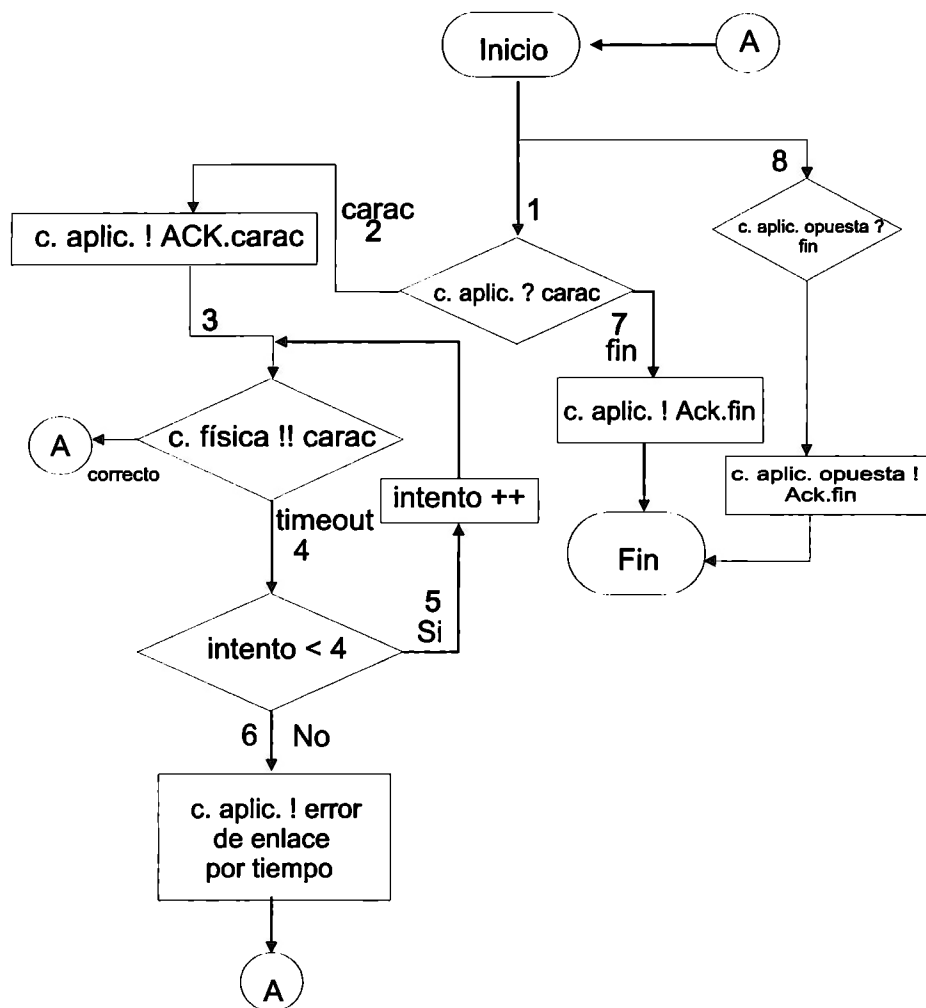 Inicio
A
8
carac
2
1
c. aplic. ! ACK.carac
c. aplic. opuesta ?
fin
c. aplic. ? carac
3
7
fin
c. aplic. ! Ack.fin
A
c. física !! carac
correcto
c. aplic. opuesta !
Ack.fin
intento ++
timeout
4
Fin
5
Si
intento < 4
6
No
c. aplic. ! error
de enlace
por tiempo
A